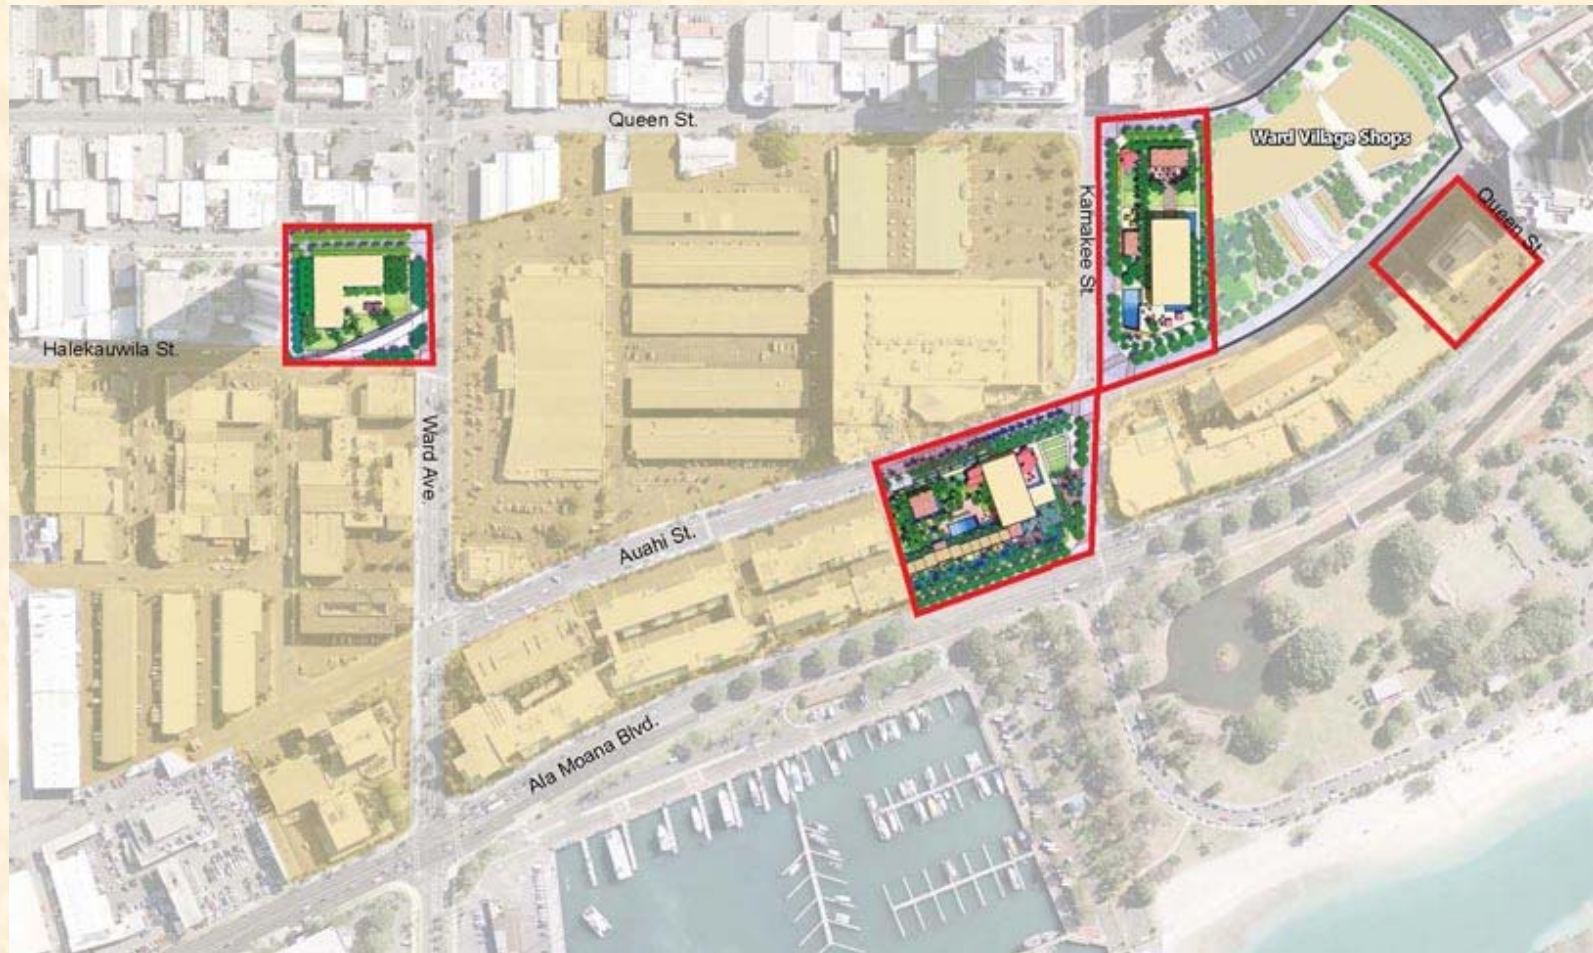 Queen St.
Ward Village Shops
Kamakee St.
Queen St.
Halekauwila St.
Ward Ave.
Auahi St.
Ala Moana Blvd.